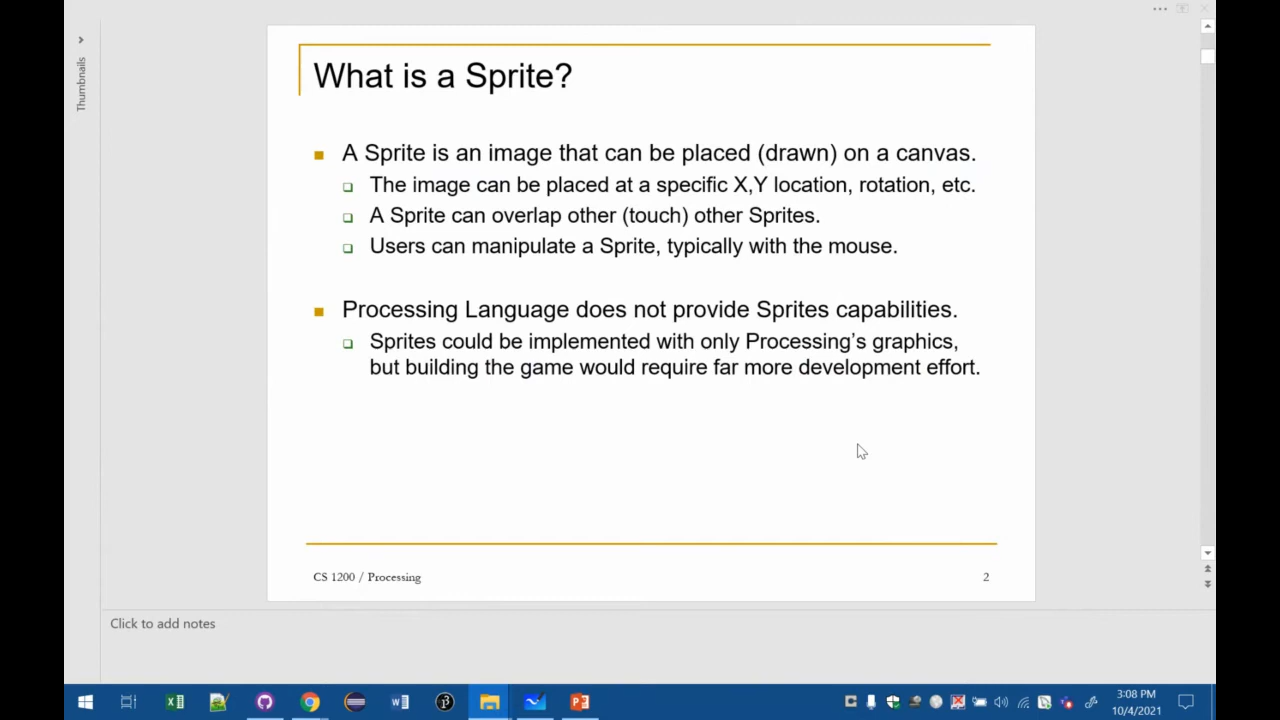 What is a Sprite?
A Sprite is an image that can be placed (drawn) on a canvas.
The image can be placed at a specific X,Y location, rotation, etc.
A Sprite can overlap other (touch) other Sprites.
Users can manipulate a Sprite, typically with the mouse.
Processing Language does not provide Sprites capabilities.
Sprites could be implemented with only Processing’s graphics,
but building the game would require far more development effort.
CS 1200 / Processing
2
Thumbnails
Click to add notes
3:08 PM
10/4/2021